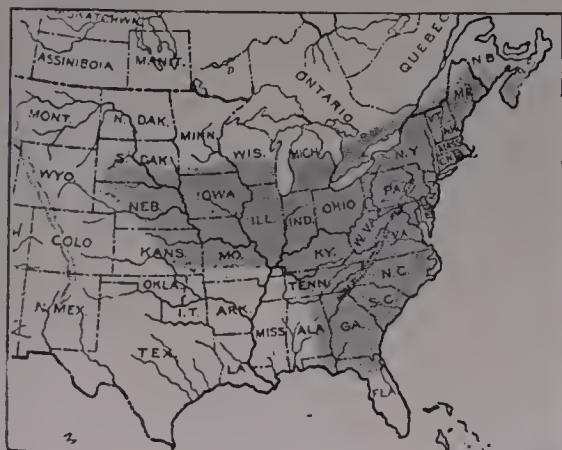 SKATCHWA
ASSINIBOIA
MANIT.
ONTARIO
QUEBEC
N B
ME.
MONT.
N. DAK.
MINN.
WIS.
MICH.
N.Y.
VT.
S. DAK.
WYO.
IOWA
NEB.
ILL.
IND.
OHIO
PA.
W. VA.
VA.
COLO
KANS.
MO.
KY.
N.C.
TENN.
S.C.
OKLA.
I.T.
ARK.
N. MEX
MISS
ALA
GA.
TEX.
LA.
FLA